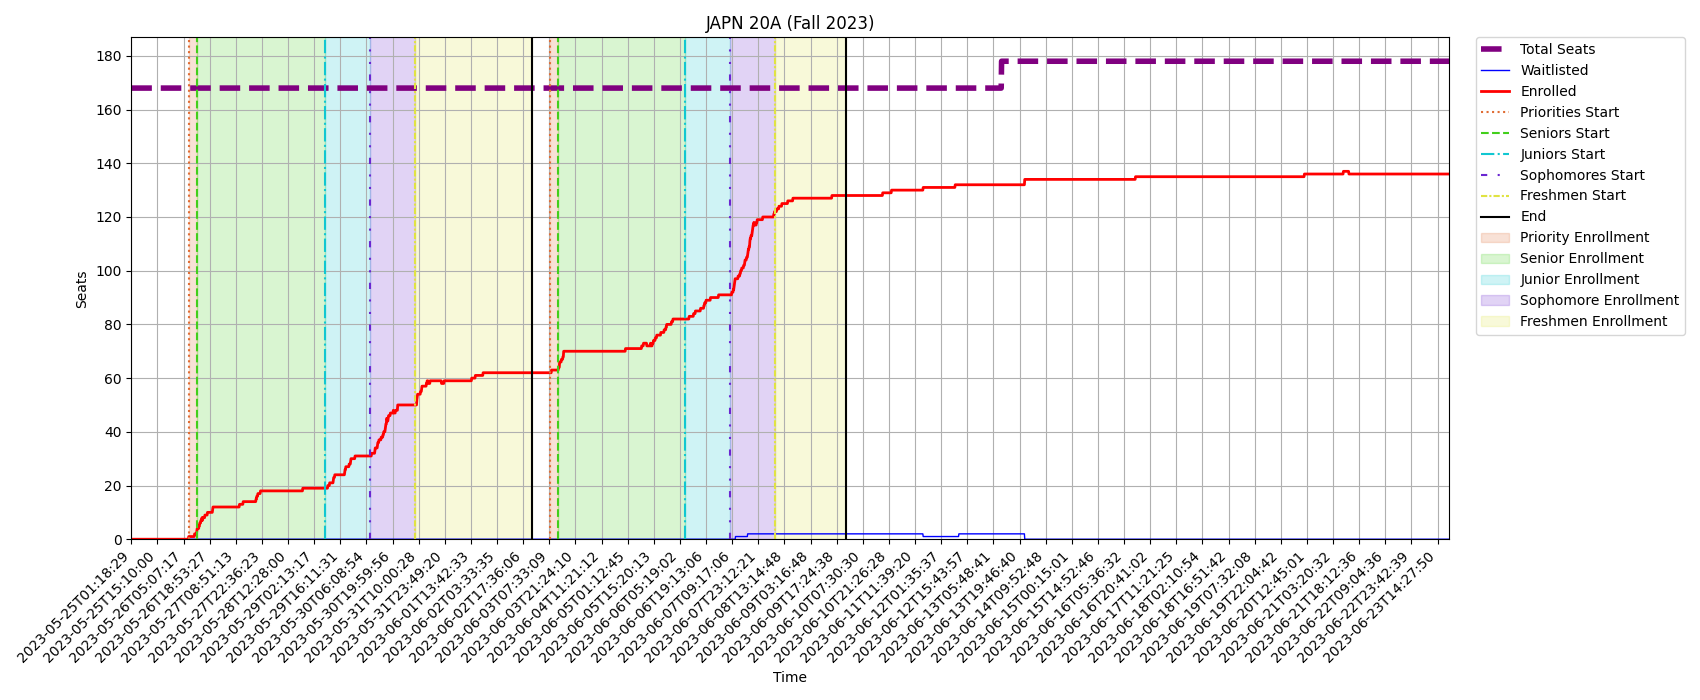 JAPN 20A (Fall 2023)
Seats
180
160
140
120
100
80
60
40
20
0
2023-05-25T01:18:29
2023-05-25T15:10:00
2023-05-26T05:07:17
2023-05-26T18:53:27
2023-05-27T08:51:13
2023-05-27T22:36:23
2023-05-28T12:28:00
2023-05-29T02:13:17
2023-05-29T16:11:31
2023-05-30T06:08:54
2023-05-30T19:59:56
2023-05-31T10:00:28
2023-05-31T23:49:20
2023-06-01T13:42:33
2023-06-02T03:33:35
2023-06-02T17:36:06
2023-06-03T07:33:09
2023-06-03T21:24:10
2023-06-04T11:21:12
2023-06-05T01:12:45
2023-06-05T15:20:13
2023-06-06T05:19:02
2023-06-06T19:13:06
2023-06-07T09:17:06
2023-06-07T23:12:21
2023-06-08T13:14:48
2023-06-09T03:16:48
2023-06-09T17:24:38
2023-06-10T07:30:30
2023-06-10T21:26:28
2023-06-11T11:39:20
2023-06-12T01:35:37
2023-06-12T15:43:57
2023-06-13T05:48:41
2023-06-13T19:46:40
2023-06-14T09:52:48
2023-06-15T00:15:01
2023-06-15T14:52:46
2023-06-16T05:36:32
2023-06-16T20:41:02
2023-06-17T11:21:25
2023-06-18T02:10:54
2023-06-18T16:51:42
2023-06-19T07:32:08
2023-06-19T22:04:42
2023-06-20T12:45:01
2023-06-21T03:20:32
2023-06-21T18:12:36
2023-06-22T09:04:36
2023-06-22T23:42:39
2023-06-23T14:27:50
Time
Total Seats
Waitlisted
Enrolled
Priorities Start
Seniors Start
Juniors Start
Sophomores Start
Freshmen Start
End
Priority Enrollment
Senior Enrollment
Junior Enrollment
Sophomore Enrollment
Freshmen Enrollment